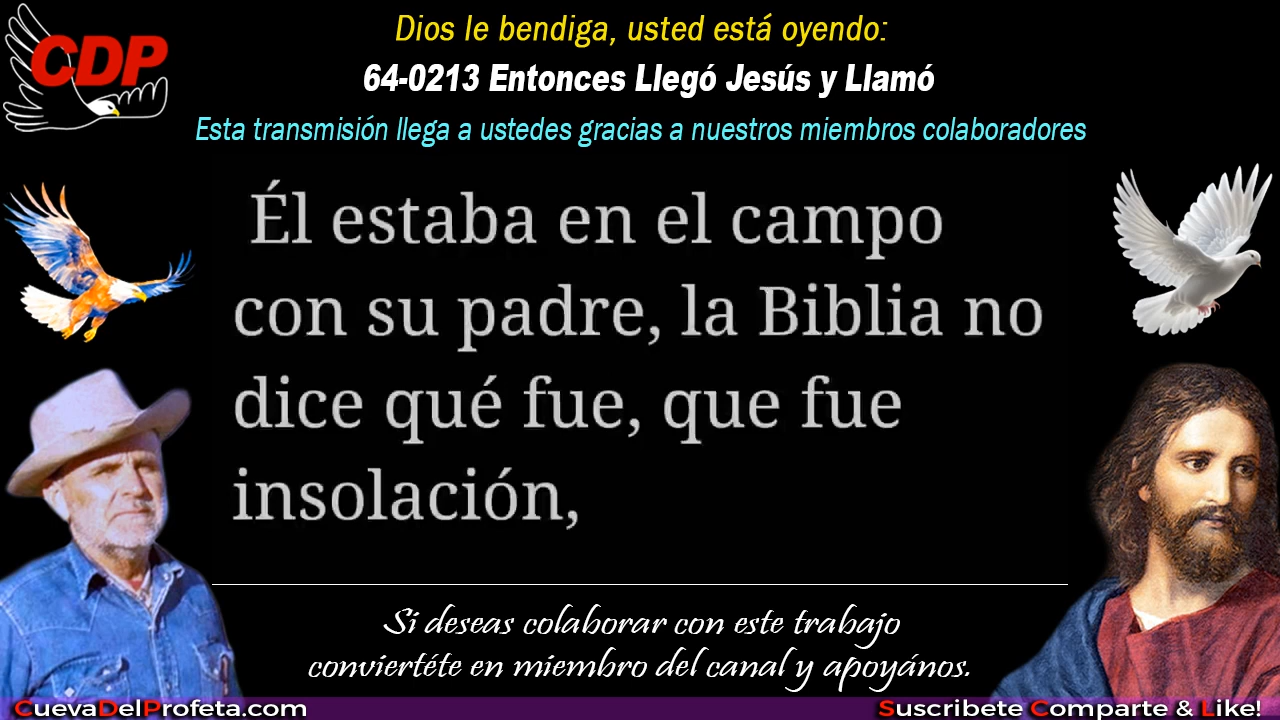 CDP
Dios le bendiga, usted está oyendo:
64-0213 Entonces Llegó Jesús y Llamó
Esta transmisión llega a ustedes gracias a nuestros miembros colaboradores
Él estaba en el campo
con su padre, la Biblia no
dice qué fue, que fue
insolación,
Si deseas colaborar con este trabajo
conviertéte en miembro del canal y apoyános.
CuevaDelProfeta.com
Suscribete Comparte & Like!